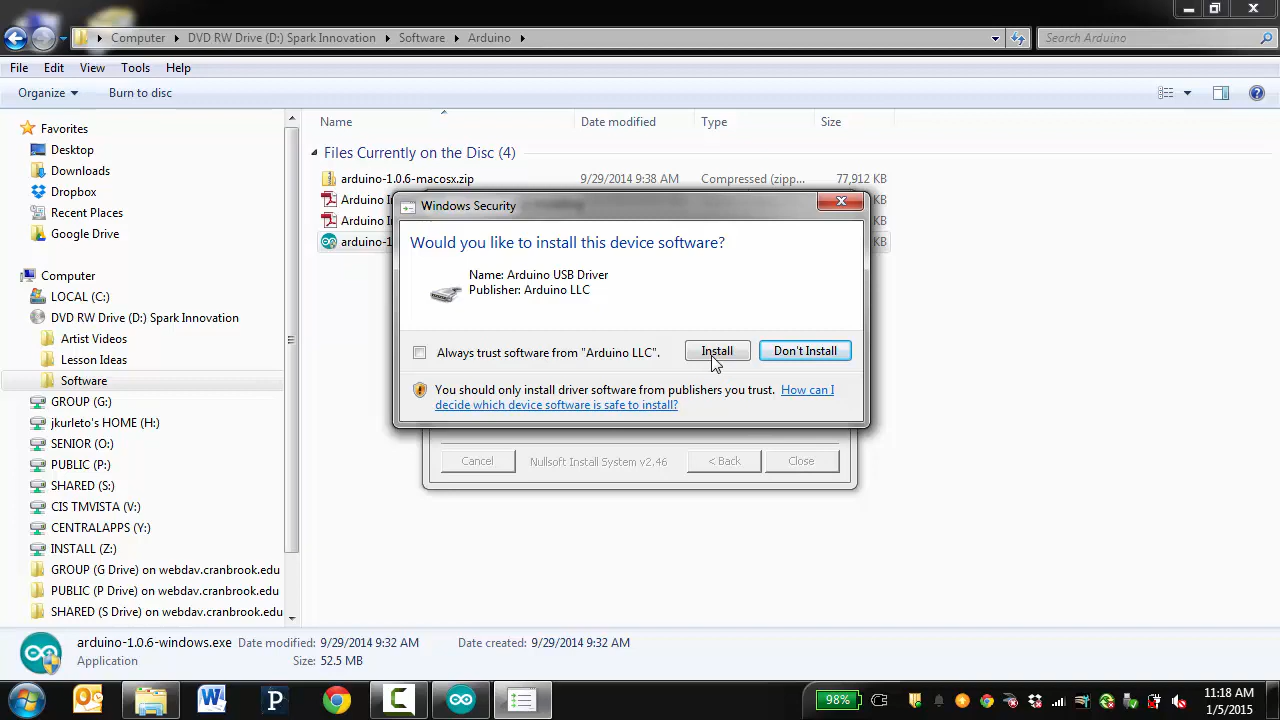 Computer DVD RW Drive (D:) Spark Innovation Software Arduino
Search Arduino
File Edit View Tools Help
Organize Burn to disc
Favorites
Desktop
Downloads
Dropbox
Recent Places
Google Drive
Computer
LOCAL (C:)
DVD RW Drive (D:) Spark Innovation
Artist Videos
Lesson Ideas
Software
GROUP (G:)
jkurleto's HOME (H:)
SENIOR (O:)
PUBLIC (P:)
SHARED (S:)
CIS TMVISTA (V:)
CENTRALAPPS (Y:)
INSTALL (Z:)
GROUP (G Drive) on webdav.cranbrook.edu
PUBLIC (P Drive) on webdav.cranbrook.edu
SHARED (S Drive) on webdav.cranbrook.edu
Name Date modified Type Size
Files Currently on the Disc (4)
arduino-1.0.6-macosx.zip 9/29/2014 9:38 AM Compressed (zipp... 77,912 KB
Arduino I KB
Arduino I KB
arduino-1 KB
Windows Security
Would you like to install this device software?
Name: Arduino USB Driver
Publisher: Arduino LLC
Always trust software from "Arduino LLC".
Install
Don't Install
You should only install driver software from publishers you trust. How can I
decide which device software is safe to install?
Cancel Nullsoft Install System v2.46 < Back Close
arduino-1.0.6-windows.exe Date modified: 9/29/2014 9:32 AM Date created: 9/29/2014 9:32 AM
Application Size: 52.5 MB
98%
11:18 AM
1/5/2015